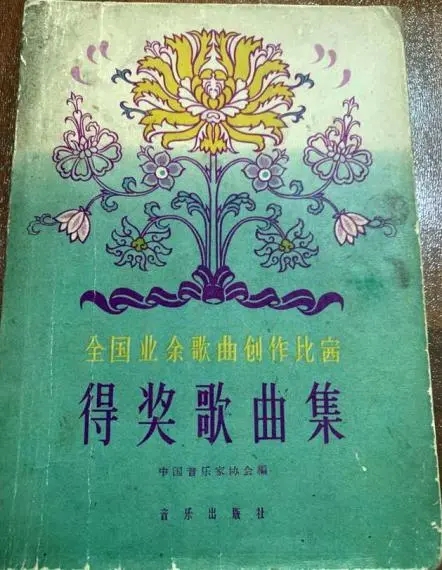 全国业余歌曲创作比赛
得奖歌曲集
中国音乐家协会编
音乐出版社